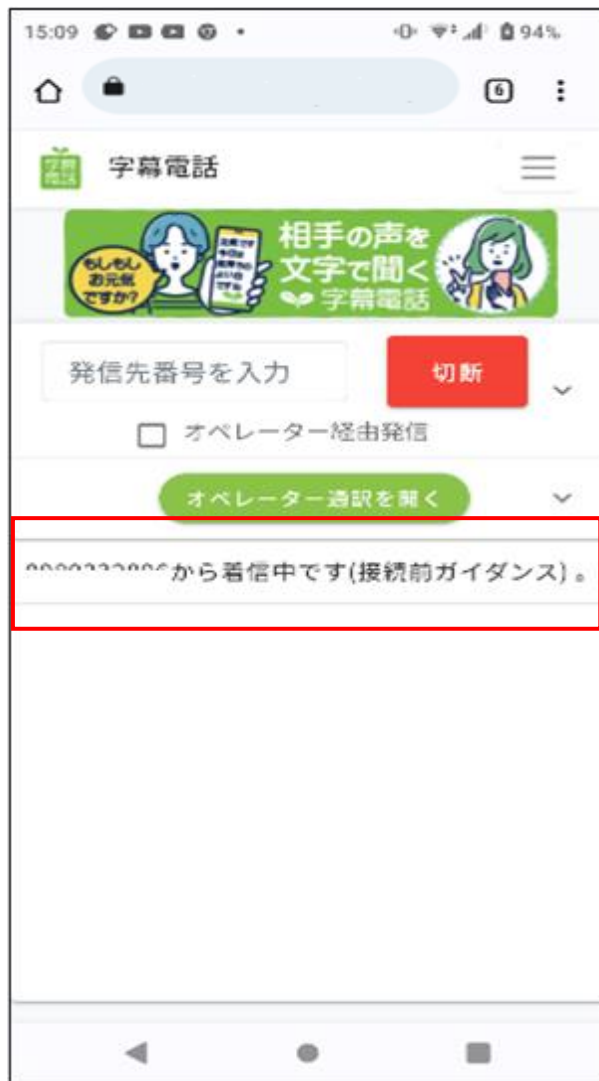 15:09
94%
6
字幕電話
字幕電話
もしもし
お元気
ですか?
相手の声を
文字で聞く
字幕電話
発信先番号を入力
切断
オペレーター経由発信
オペレーター通訳を開く
から着信中です(接続前ガイダンス)。